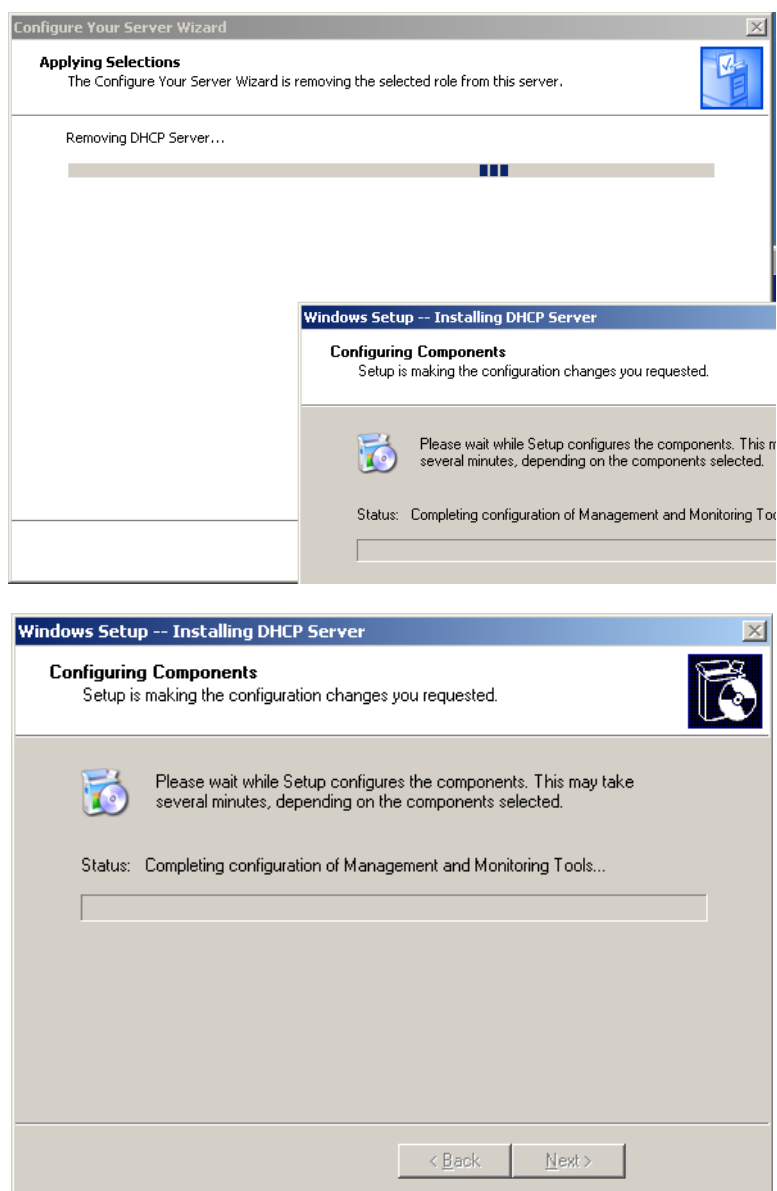 Configure Your Server Wizard
Applying Selections
The Configure Your Server Wizard is removing the selected role from this server.
Removing DHCP Server...
Windows Setup -- Installing DHCP Server
Configuring Components
Setup is making the configuration changes you requested.
Please wait while Setup configures the components. This
several minutes, depending on the components selected.
Status: Completing configuration of Management and Monitoring
Windows Setup -- Installing DHCP Server
Configuring Components
Setup is making the configuration changes you requested.
Please wait while Setup configures the components. This may take
several minutes, depending on the components selected.
Status: Completing configuration of Management and Monitoring Tools...
< Back
Next >